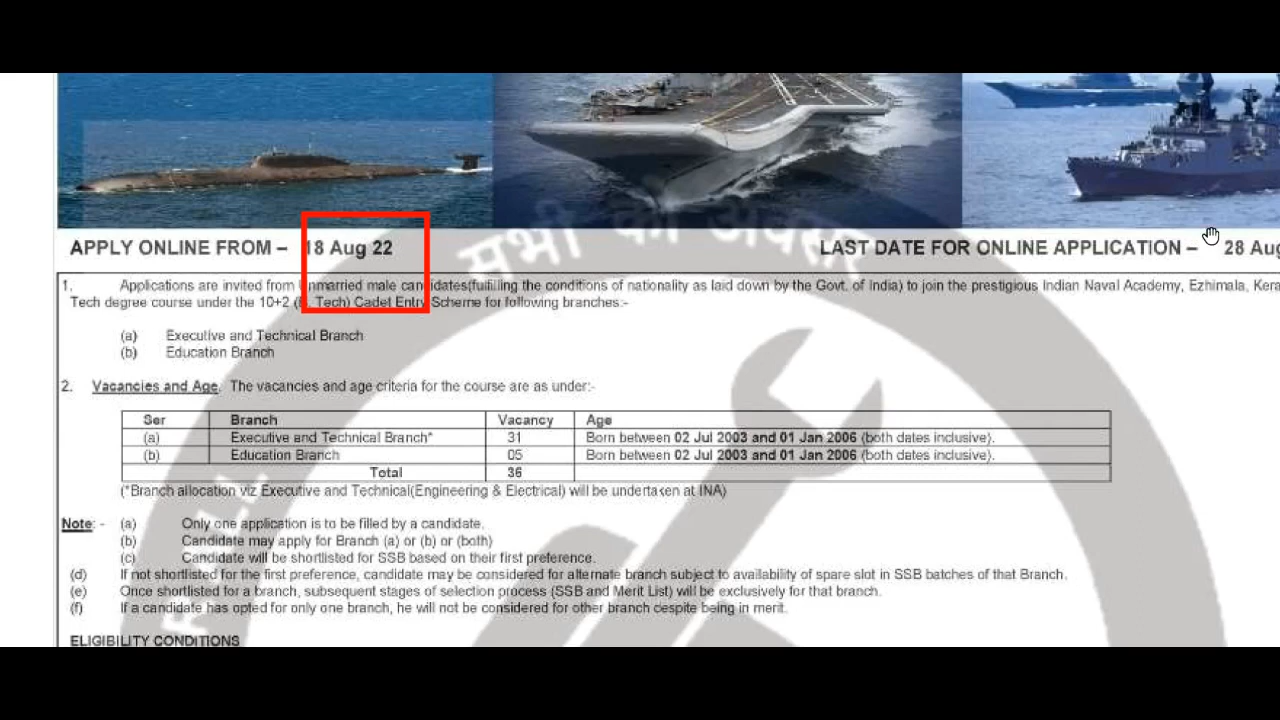 APPLY ONLINE FROM – 18 Aug 22 LAST DATE FOR ONLINE APPLICATION – 28 Aug
1. Applications are invited from Unmarried male candidates(fulfilling the conditions of nationality as laid down by the Govt. of India) to join the prestigious Indian Naval Academy, Ezhimala, Kera
Tech degree course under the 10+2 (B. Tech) Cadet Entry Scheme for following branches:-
(a) Executive and Technical Branch
(b) Education Branch
2. Vacancies and Age. The vacancies and age criteria for the course are as under:-
Ser Branch Vacancy Age
(a) Executive and Technical Branch* 31 Born between 02 Jul 2003 and 01 Jan 2006 (both dates inclusive).
(b) Education Branch 05 Born between 02 Jul 2003 and 01 Jan 2006 (both dates inclusive).
Total 36
(*Branch allocation viz Executive and Technical(Engineering & Electrical) will be undertaken at INA)
Note: - (a) Only one application is to be filled by a candidate.
(b) Candidate may apply for Branch (a) or (b) or (both)
(c) Candidate will be shortlisted for SSB based on their first preference.
(d) If not shortlisted for the first preference, candidate may be considered for alternate branch subject to availability of spare slot in SSB batches of that Branch.
(e) Once shortlisted for a branch, subsequent stages of selection process (SSB and Merit List) will be exclusively for that branch.
(f) If a candidate has opted for only one branch, he will not be considered for other branch despite being in merit.
ELIGIBILITY CONDITIONS
सभी को अवसर